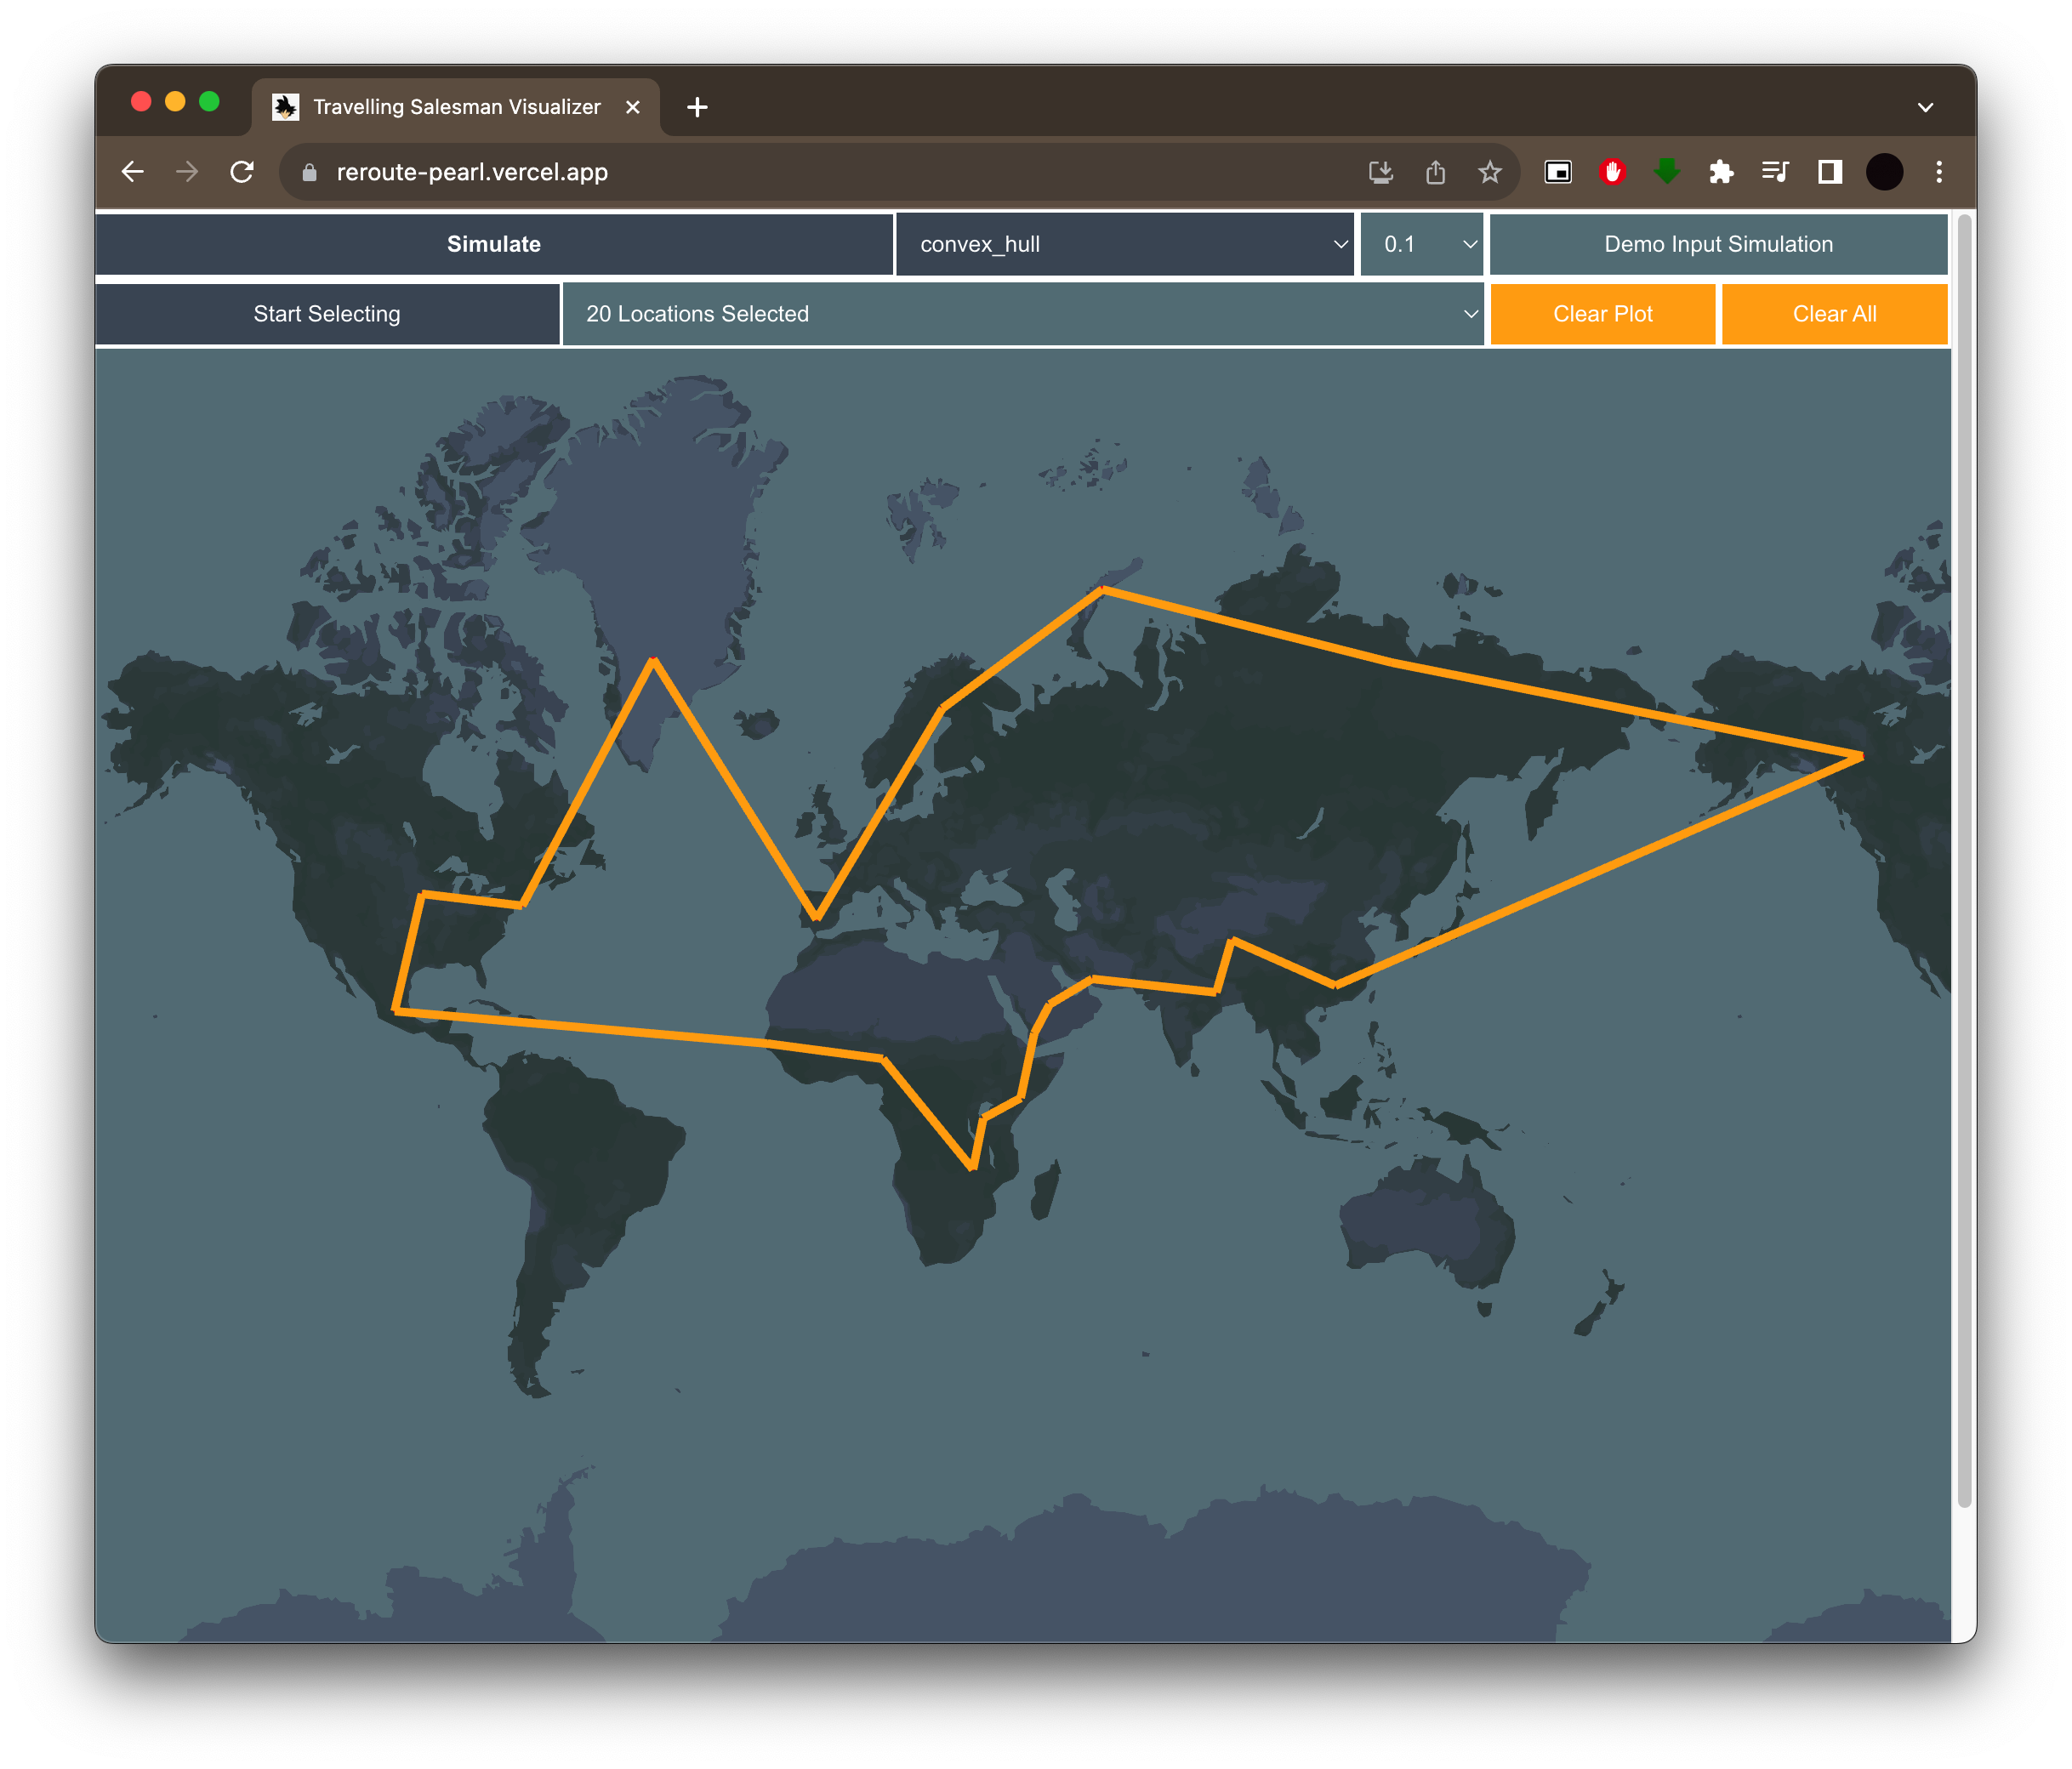 Travelling Salesman Visualizer
reroute-pearl.vercel.app
Simulate
convex_hull
0.1
Demo Input Simulation
Start Selecting
20 Locations Selected
Clear Plot
Clear All